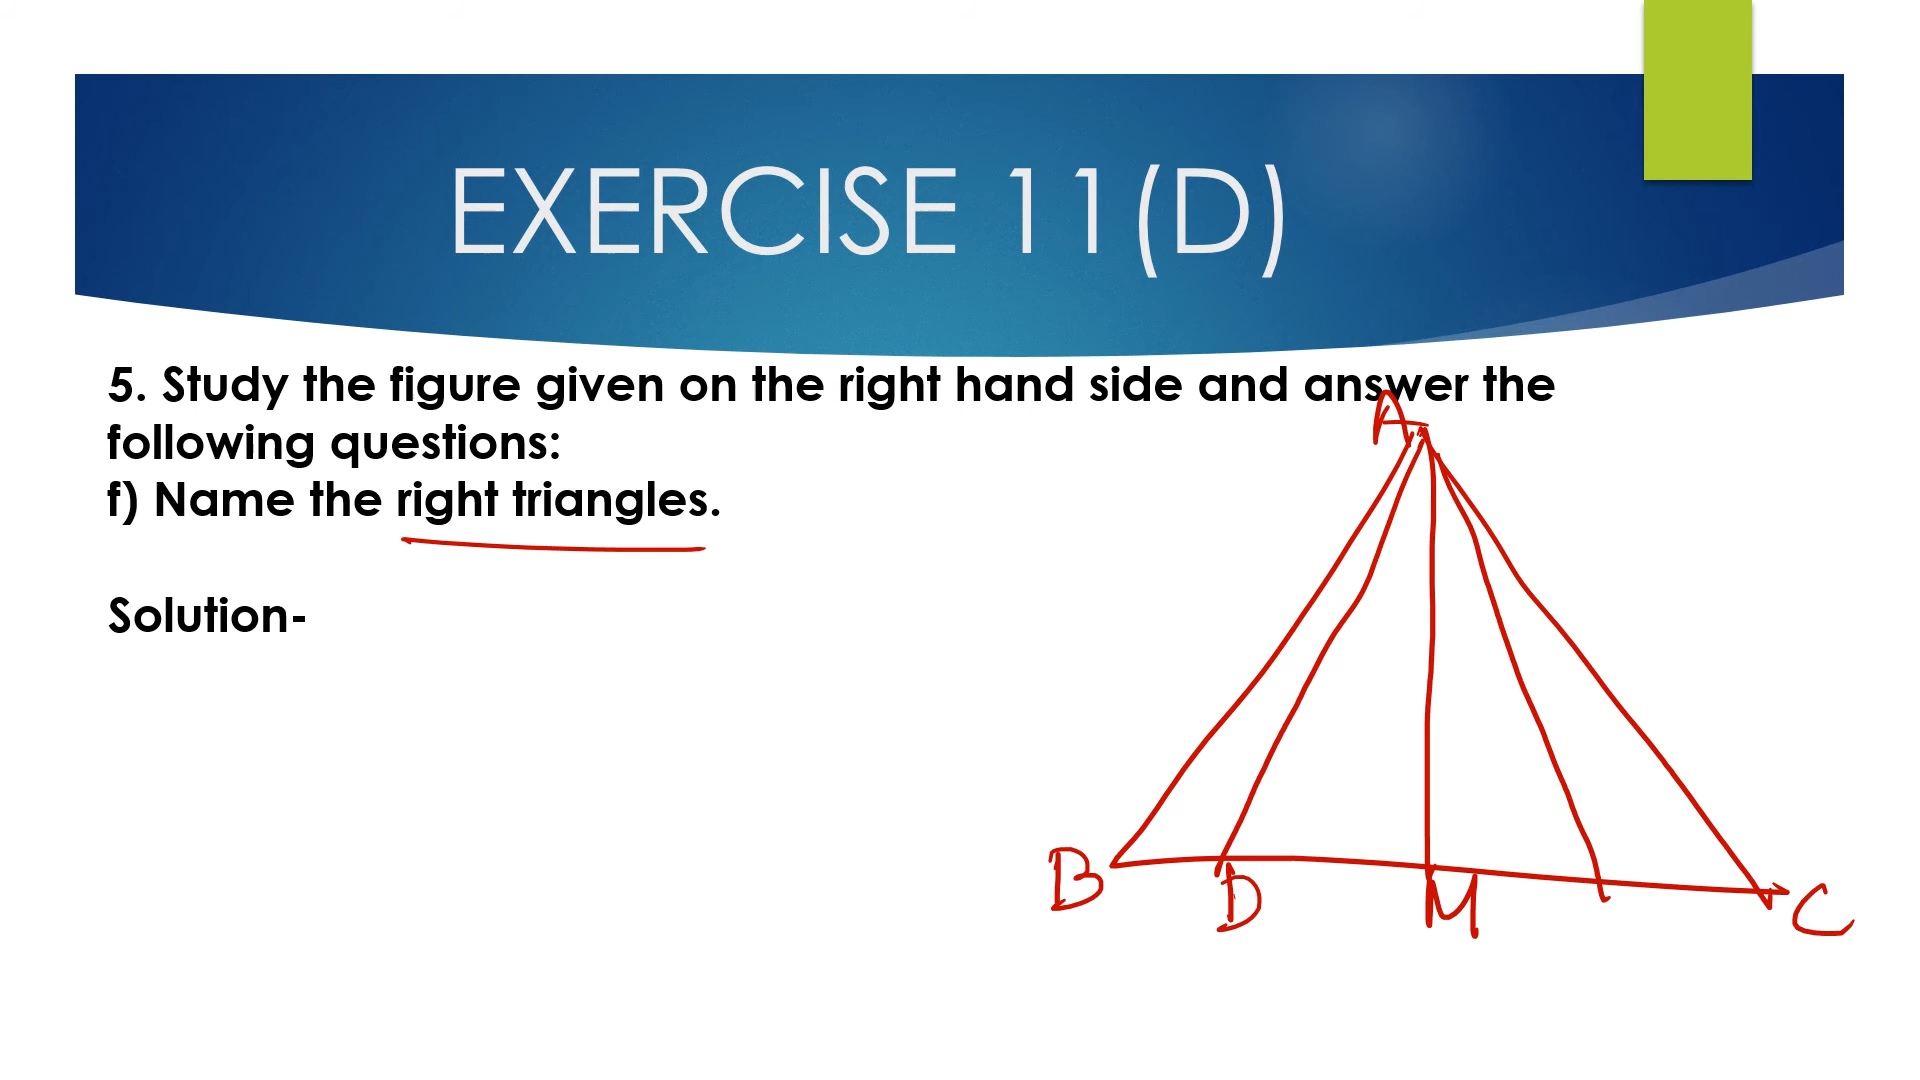 EXERCISE 11(D)
5. Study the figure given on the right hand side and answer the
following questions:
f) Name the right triangles.
Solution-
A
B
D
M
C